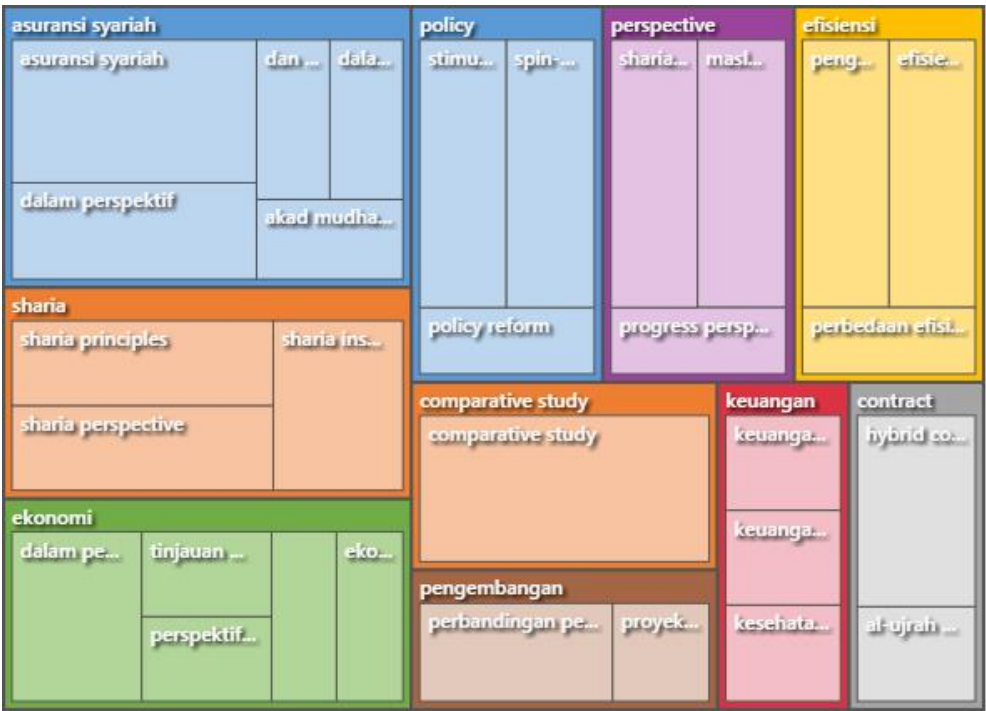 asuransi syariah
asuransi syariah
dan ...
dala...
dalam perspektif
akad mudha...
policy
stimu...
spin-...
policy reform
perspective
sharia...
masl...
progress persp...
efisiensi
peng...
efisie...
perbedaan efisi...
sharia
sharia principles
sharia ins...
sharia perspective
ekonomi
dalam pe...
tinjauan ...
eko...
perspektif...
comparative study
comparative study
pengembangan
perbandingan pe...
proyek...
keuangan
keuanga...
keuanga...
kesehata...
contract
hybrid co...
al-ujrah ...